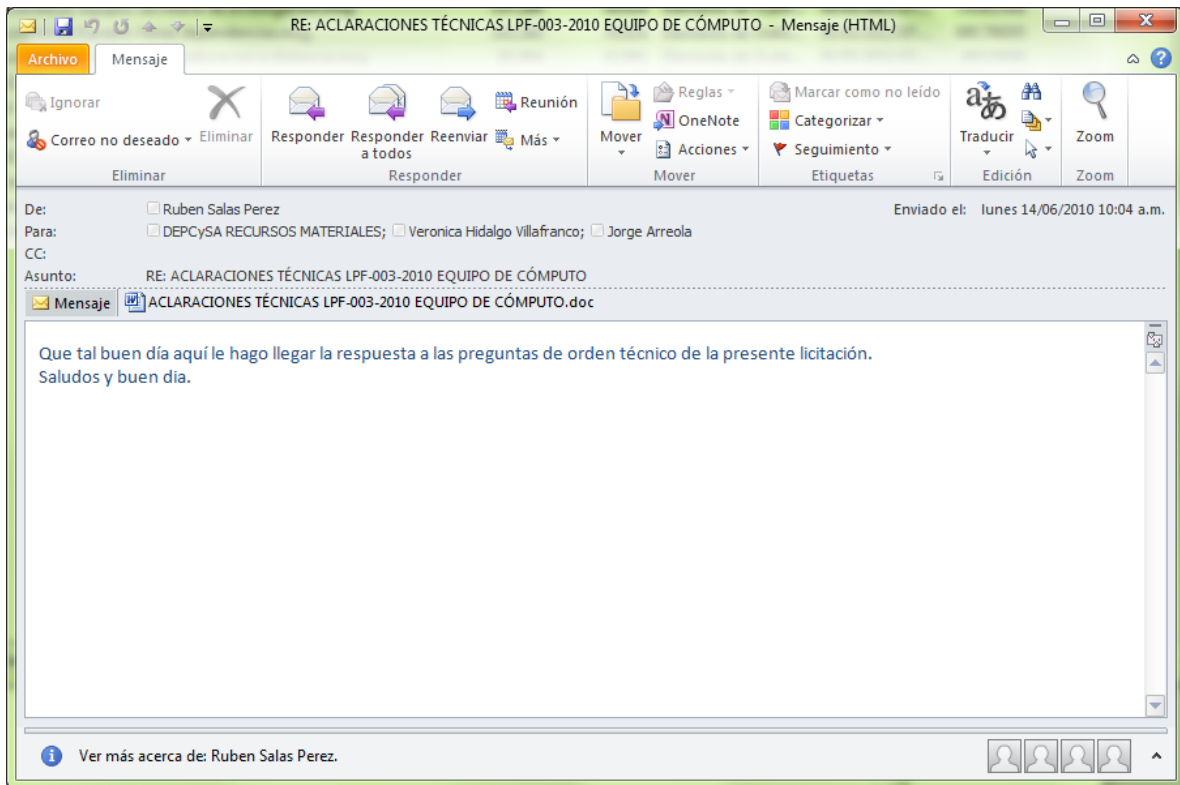 RE: ACLARACIONES TÉCNICAS LPF-003-2010 EQUIPO DE CÓMPUTO - Mensaje (HTML)
Archivo Mensaje
Ignorar
Correo no deseado
Eliminar
Responder
Responder a todos
Reenviar
Reunión
Más
Mover
Reglas
OneNote
Acciones
Marcar como no leído
Categorizar
Seguimiento
Traducir
Zoom
Eliminar Responder Mover Etiquetas Edición Zoom
De: Ruben Salas Perez Enviado el: lunes 14/06/2010 10:04 a.m.
Para: DEPCySA RECURSOS MATERIALES; Veronica Hidalgo Villafranco; Jorge Arreola
CC:
Asunto: RE: ACLARACIONES TÉCNICAS LPF-003-2010 EQUIPO DE CÓMPUTO
Mensaje ACLARACIONES TÉCNICAS LPF-003-2010 EQUIPO DE CÓMPUTO.doc
Que tal buen día aquí le hago llegar la respuesta a las preguntas de orden técnico de la presente licitación.
Saludos y buen dia.
Ver más acerca de: Ruben Salas Perez.